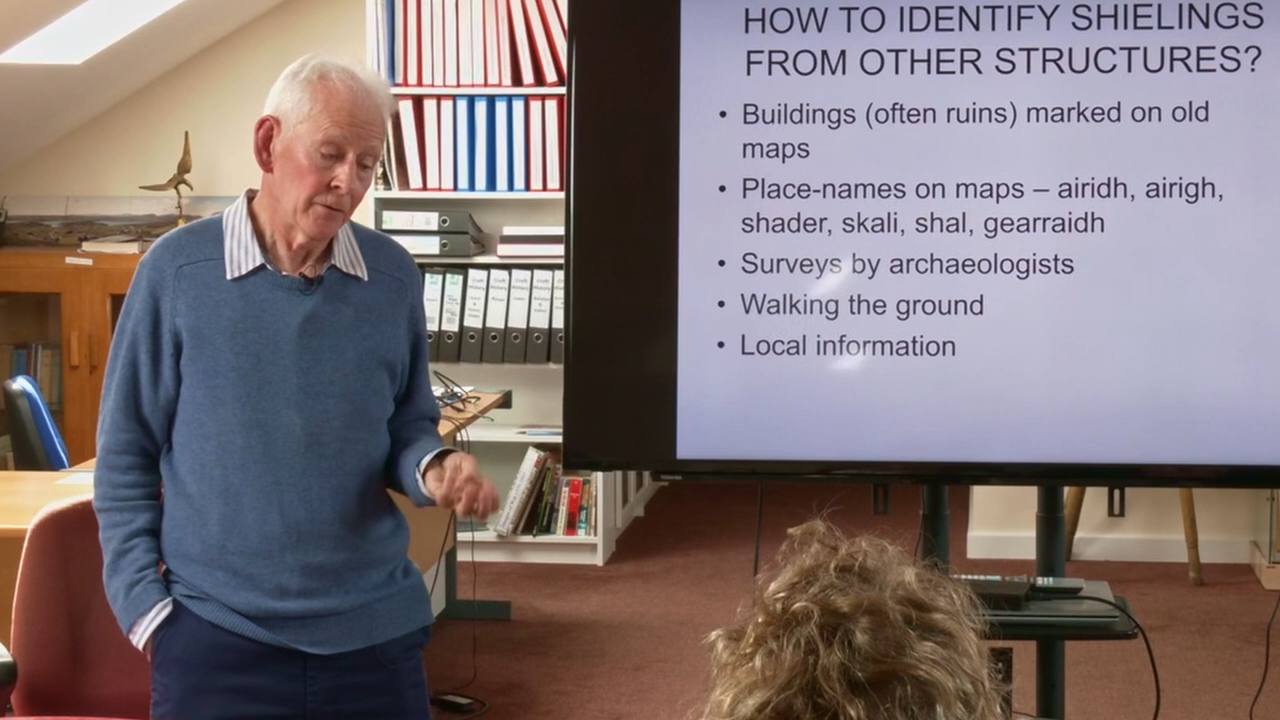 HOW TO IDENTIFY SHIELINGS
FROM OTHER STRUCTURES?
• Buildings (often ruins) marked on old
maps
• Place-names on maps – airidh, airigh,
shader, skali, shal, gearraidh
• Surveys by archaeologists
• Walking the ground
• Local information
TOSHIBA